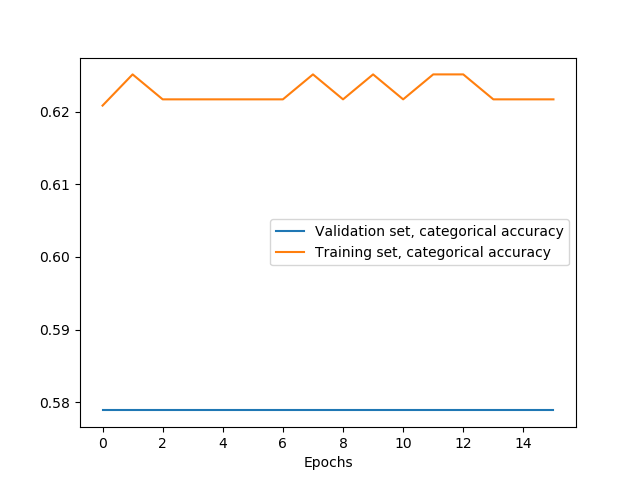 0.62
0.61
0.60
0.59
0.58
Validation set, categorical accuracy
Training set, categorical accuracy
0 2 4 6 8 10 12 14
Epochs